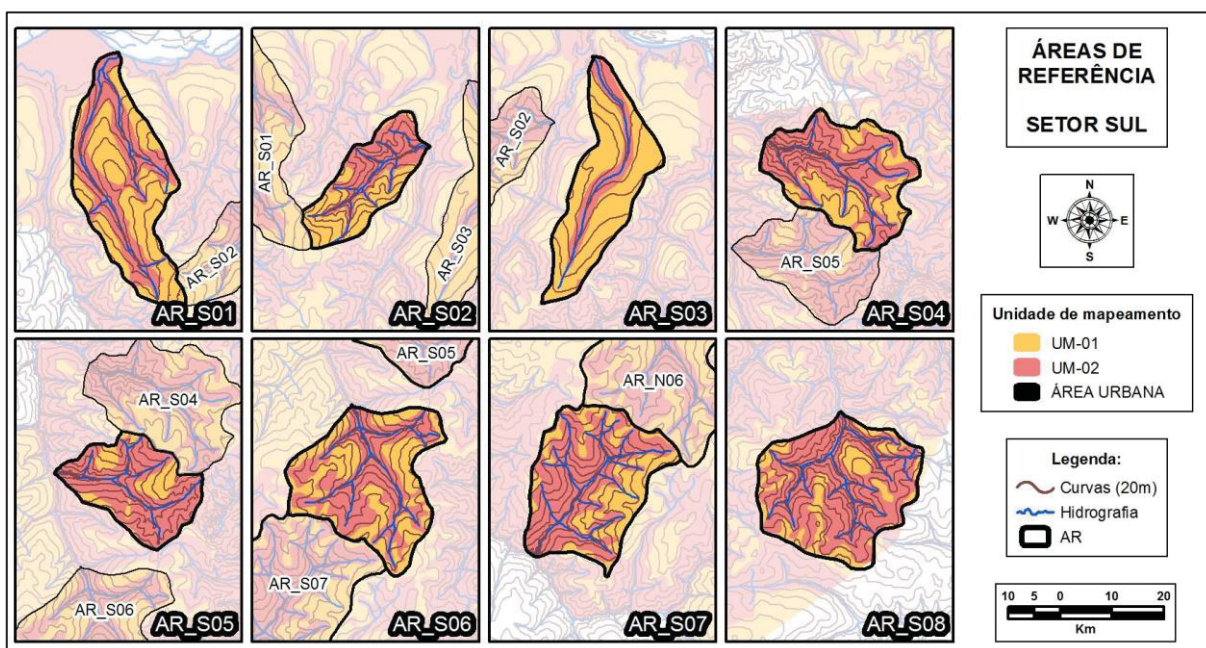 AR_S01
AR_S02
AR_S01
AR_S03
AR_S02
AR_S02
AR_S03
AR_S05
AR_S04
AR_S04
AR_S06
AR_S05
AR_S05
AR_S07
AR_S06
AR_N06
AR_S07
AR_S08
ÁREAS DE
REFERÊNCIA
SETOR SUL
N
W
E
S
Unidade de mapeamento
UM-01
UM-02
ÁREA URBANA
Legenda:
Curvas (20m)
Hidrografia
AR
10 5 0 10 20
Km